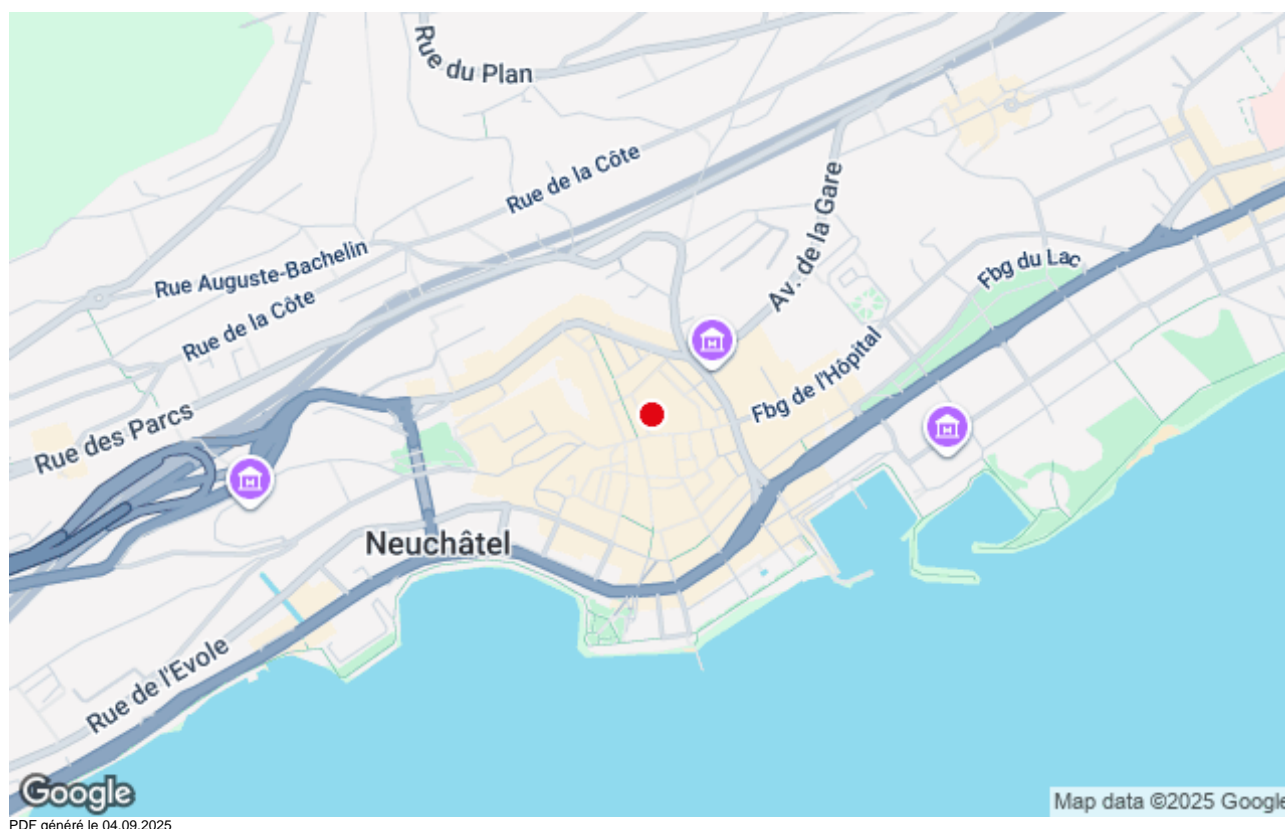 Rue du Plan
Rue de la Côte
Av. de la Gare
Rue Auguste-Bachelin
Fbg du Lac
Rue de la Côte
Fbg de l'Hôpital
Rue des Parcs
Neuchâtel
Rue de l'Evole
Google
Map data ©2025 Google
PDF généré le 04.09.2025